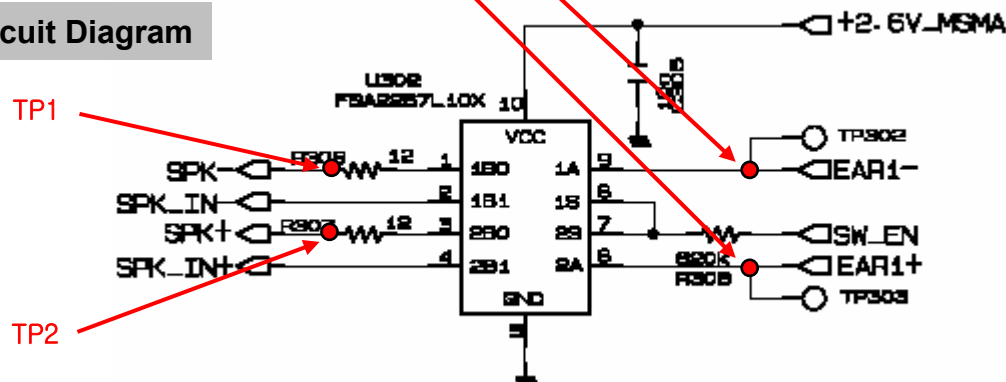 cuit Diagram
+2.6V_MSMA
U302
FSA2257L10X
10
VCC
TP1
TP302
SPK-
12
1
1B0
1A
9
EAR1-
SPK_IN
2
1B1
1S
SPK+
R307
12
3
2B0
2S
7
SW_EN
SPK_IN+
4
2B1
2A
6
820K
EAR1+
GND
TP303
TP2
5